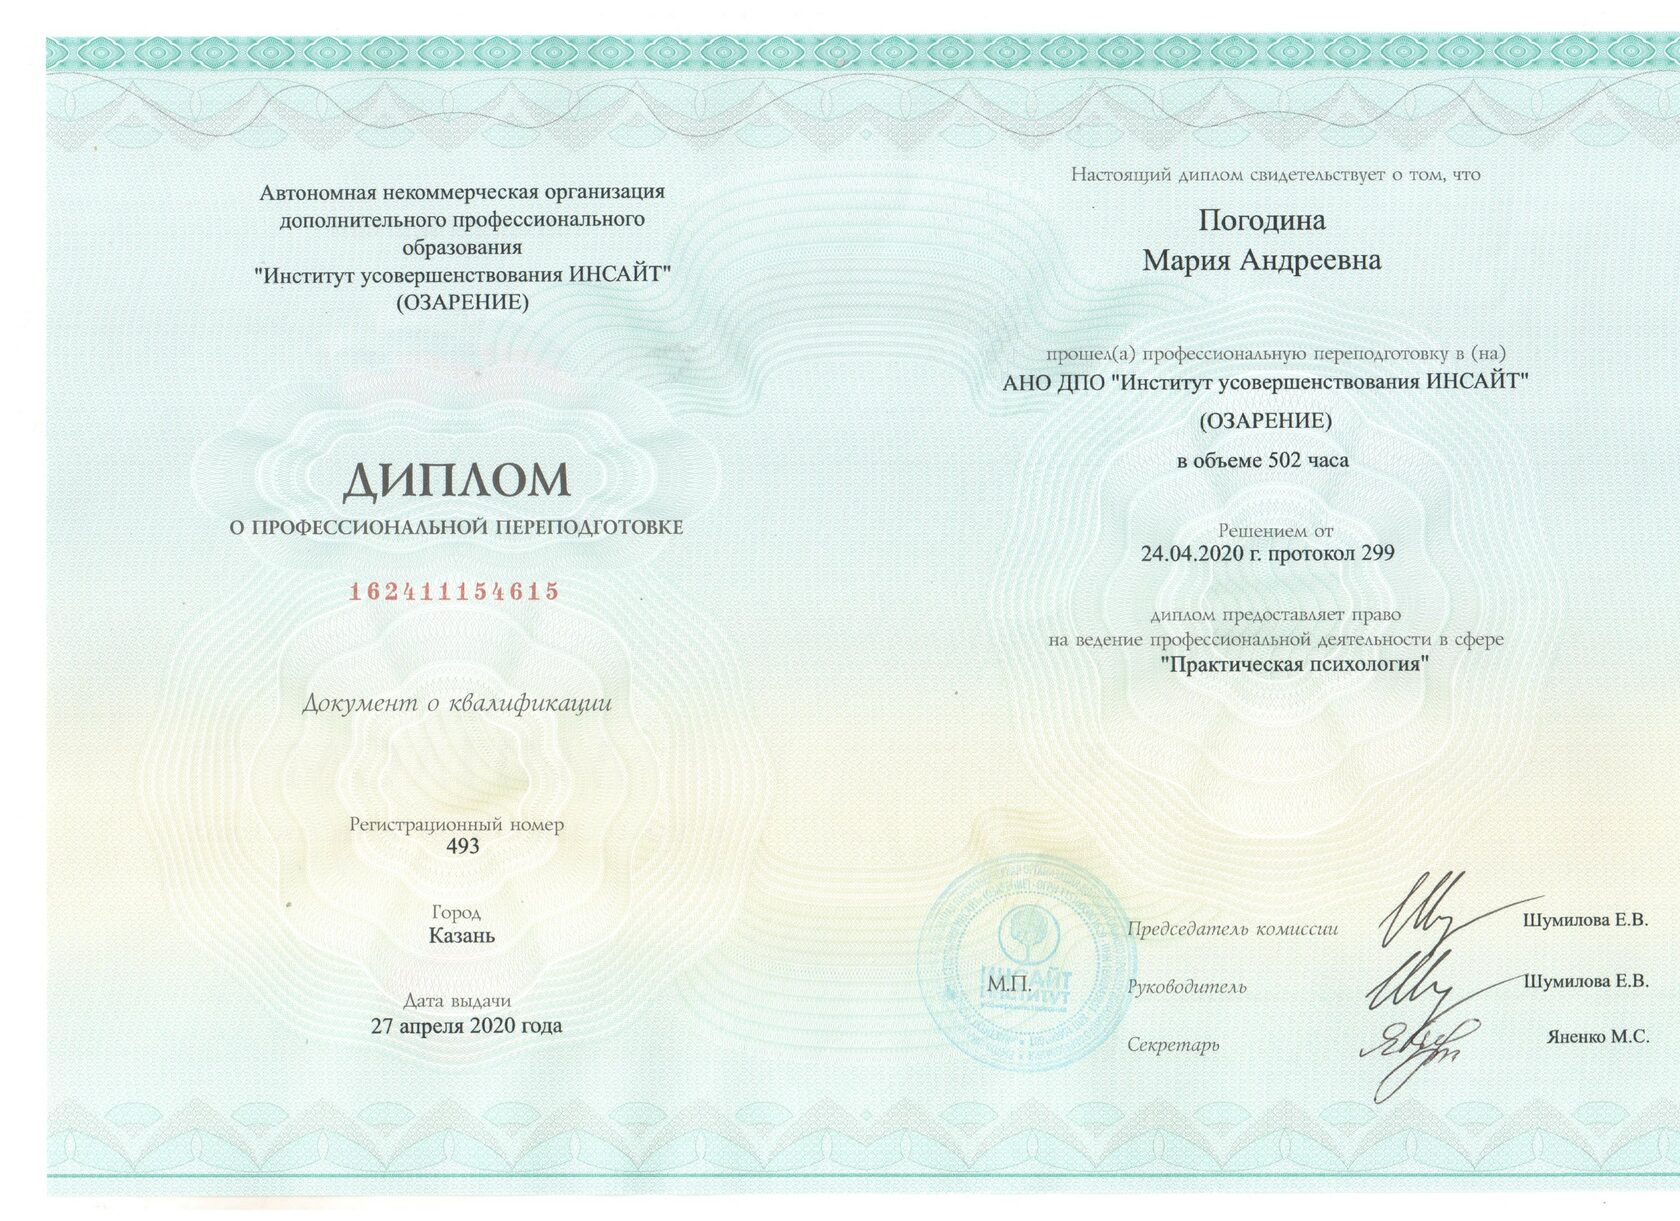 Автономная некоммерческая организация
дополнительного профессионального
образования
"Институт усовершенствования ИНСАЙТ"
(ОЗАРЕНИЕ)
ДИПЛОМ
О ПРОФЕССИОНАЛЬНОЙ ПЕРЕПОДГОТОВКЕ
162411154615
Документ о квалификации
Регистрационный номер
493
Город
Казань
Дата выдачи
27 апреля 2020 года
Настоящий диплом свидетельствует о том, что
Погодина
Мария Андреевна
прошел(а) профессиональную переподготовку в (на)
АНО ДПО "Институт усовершенствования ИНСАЙТ"
(ОЗАРЕНИЕ)
в объеме 502 часа
Решением от
24.04.2020 г. протокол 299
диплом предоставляет право
на ведение профессиональной деятельности в сфере
"Практическая психология"
Председатель комиссии Шумилова Е.В.
М.П. Руководитель Шумилова Е.В.
Секретарь Яненко М.С.
ИНСАЙТ
ИНСТИТУТ